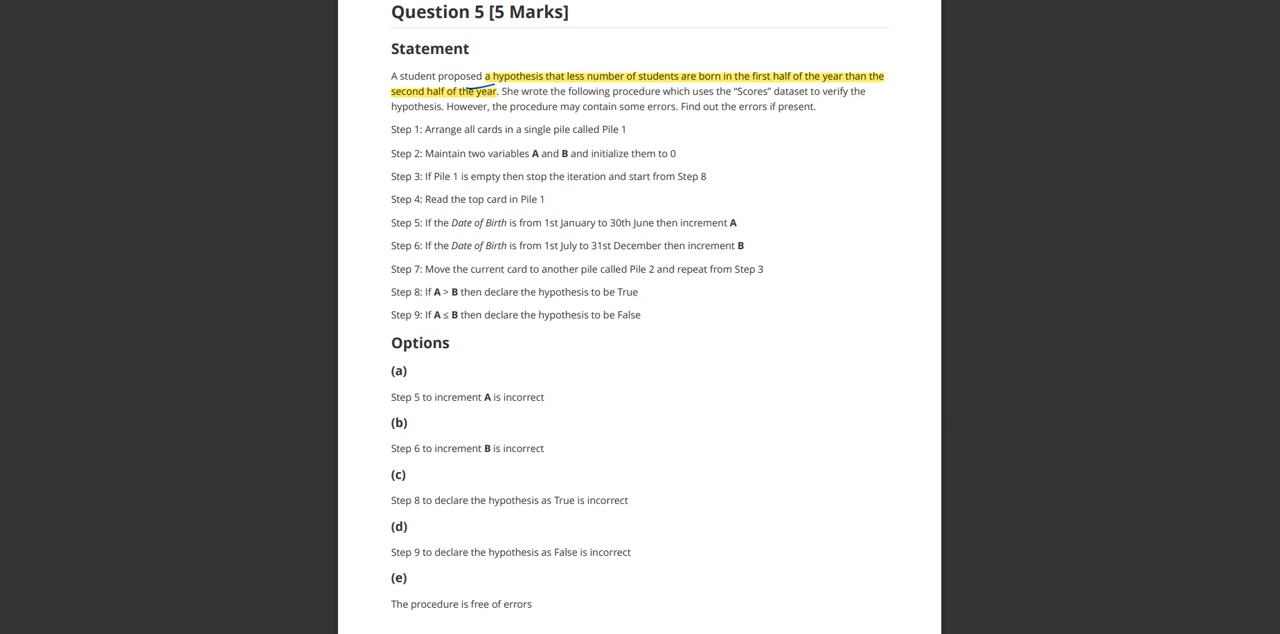 Question 5 [5 Marks]
Statement
A student proposed a hypothesis that less number of students are born in the first half of the year than the
second half of the year. She wrote the following procedure which uses the “Scores” dataset to verify the
hypothesis. However, the procedure may contain some errors. Find out the errors if present.
Step 1: Arrange all cards in a single pile called Pile 1
Step 2: Maintain two variables A and B and initialize them to 0
Step 3: If Pile 1 is empty then stop the iteration and start from Step 8
Step 4: Read the top card in Pile 1
Step 5: If the Date of Birth is from 1st January to 30th June then increment A
Step 6: If the Date of Birth is from 1st July to 31st December then increment B
Step 7: Move the current card to another pile called Pile 2 and repeat from Step 3
Step 8: If A > B then declare the hypothesis to be True
Step 9: If A ≤ B then declare the hypothesis to be False
Options
(a)
Step 5 to increment A is incorrect
(b)
Step 6 to increment B is incorrect
(c)
Step 8 to declare the hypothesis as True is incorrect
(d)
Step 9 to declare the hypothesis as False is incorrect
(e)
The procedure is free of errors